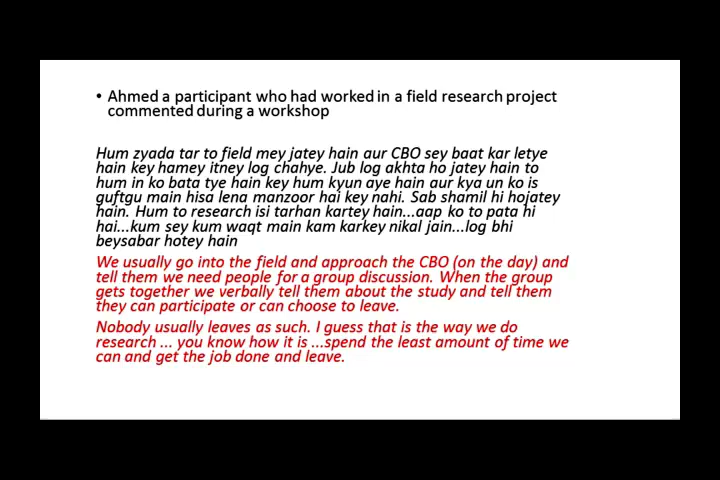 • Ahmed a participant who had worked in a field research project
commented during a workshop
Hum zyada tar to field mey jatey hain aur CBO sey baat kar letye
hain key hamey itney log chahye. Jub log akhta ho jatey hain to
hum in ko bata tye hain key hum kyun aye hain aur kya un ko is
guftgu main hisa lena manzoor hai key nahi. Sab shamil hi hojatey
hain. Hum to research isi tarhan kartey hain...aap ko to pata hi
hai...kum sey kum waqt main kam karkey nikal jain...log bhi
beysabar hotey hain
We usually go into the field and approach the CBO (on the day) and
tell them we need people for a group discussion. When the group
gets together we verbally tell them about the study and tell them
they can participate or can choose to leave.
Nobody usually leaves as such. I guess that is the way we do
research ... you know how it is ...spend the least amount of time we
can and get the job done and leave.